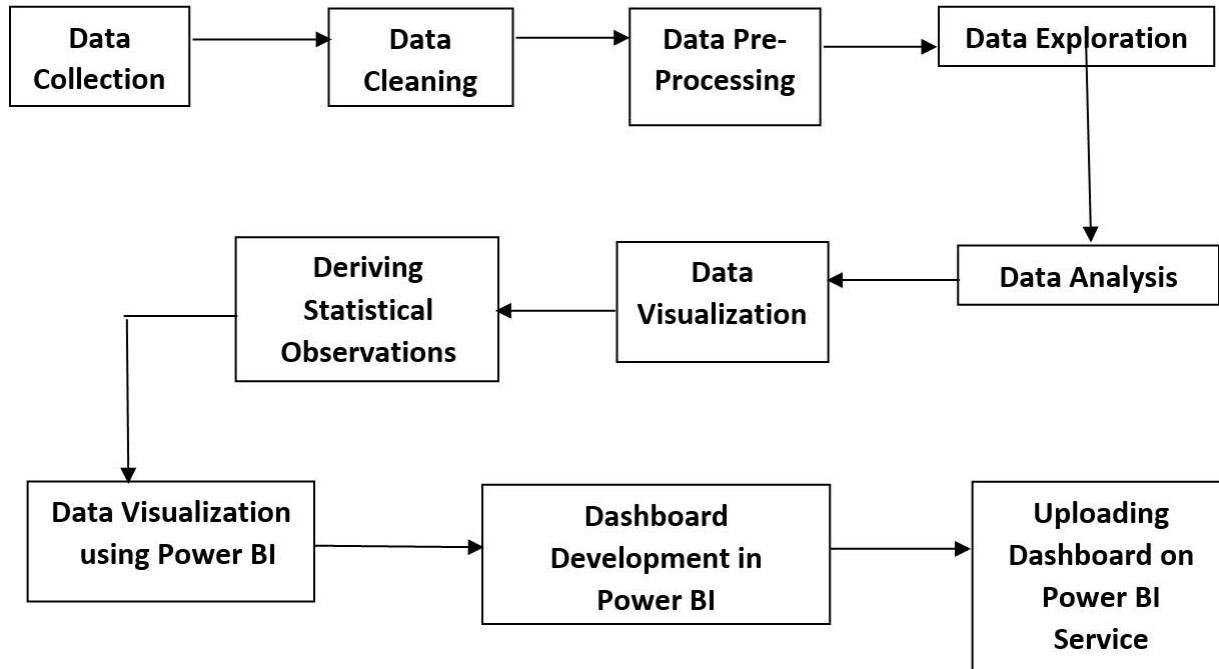 Data
Collection
Data
Cleaning
Data Pre-
Processing
Data Exploration
Data Analysis
Data
Visualization
Deriving
Statistical
Observations
Data Visualization
using Power BI
Dashboard
Development in
Power BI
Uploading
Dashboard on
Power BI
Service